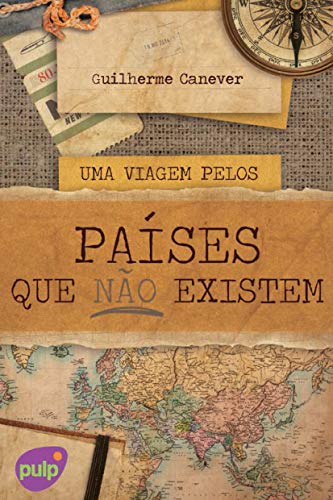 Guilherme Canever
UMA VIAGEM PELOS
PAÍSES
QUE NÃO EXISTEM
pulp